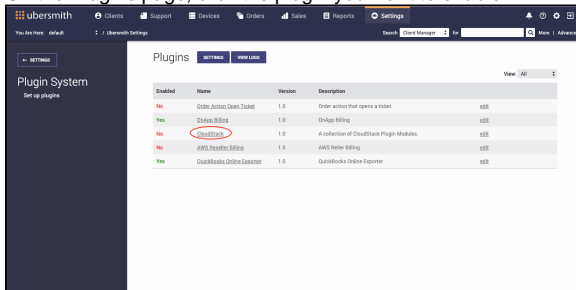 ubersmith Clients Support Devices Orders Sales Reports Settings
You Are Here: default / Ubersmith Settings Search Client Manager for More | Advance
← SETTINGS
Plugins SETTINGS VIEW LOGS
View: All
Plugin System
Set up plugins
Enabled Name Version Description
No Order Action Open Ticket 1.0 Order action that opens a ticket. edit
Yes OnApp Billing 1.0 OnApp Billing edit
No CloudStack 1.0 A collection of CloudStack Plugin Modules. edit
No AWS Reseller Billing 1.0 AWS Reller Billing edit
Yes QuickBooks Online Exporter 1.0 QuickBooks Online Exporter edit